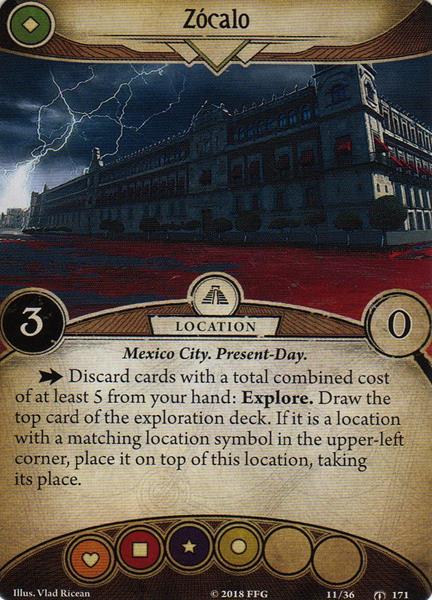 Zócalo
3
LOCATION
0
Mexico City. Present-Day.
Discard cards with a total combined cost
of at least 5 from your hand: Explore. Draw the
top card of the exploration deck. If it is a location
with a matching location symbol in the upper-left
corner, place it on top of this location, taking
its place.
Illus. Vlad Ricean © 2018 FFG 11/36 171